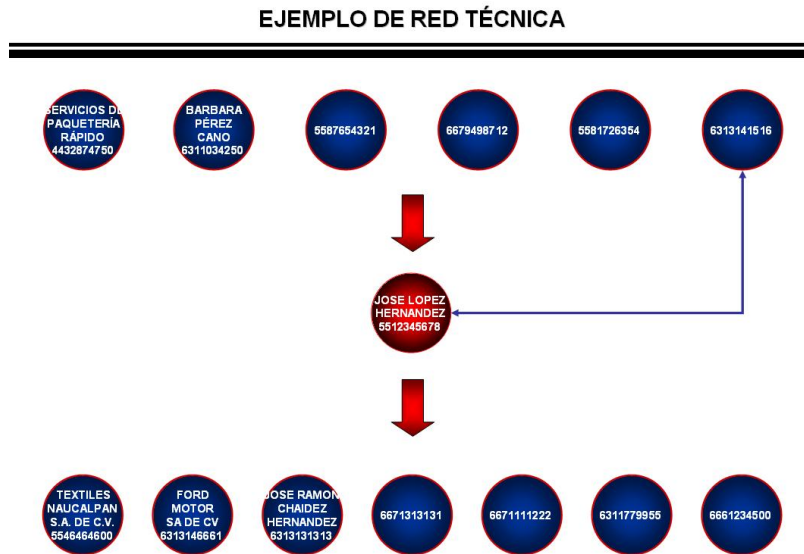 EJEMPLO DE RED TÉCNICA
SERVICIOS DE
PAQUETERÍA
RÁPIDO
4432874750
BARBARA
PÉREZ
CANO
6311034250
5587654321
6679498712
5581726354
6313141516
JOSE LOPEZ
HERNANDEZ
5512345678
TEXTILES
NAUCALPAN
S.A. DE C.V.
5546464600
FORD
MOTOR
SA DE CV
6313146661
JOSE RAMON
CHAIDEZ
HERNANDEZ
6313131313
6671313131
6671111222
6311779955
6661234500